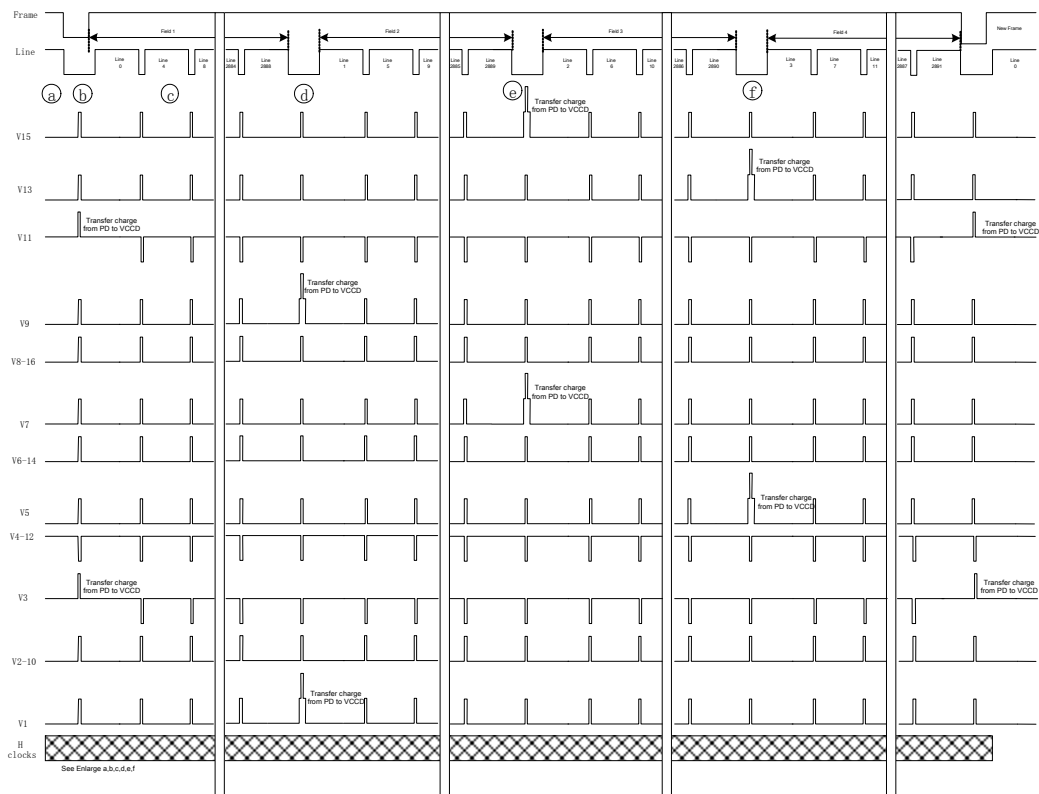 Frame
Field 1
Field 2
Field 3
Field 4
New Frame
Line
Line 0
Line 4
Line 8
Line 2884
Line 2888
Line 1
Line 5
Line 9
Line 2885
Line 2889
Line 2
Line 6
Line 10
Line 2886
Line 2890
Line 3
Line 7
Line 11
Line 2887
Line 2891
Line 0
a
b
c
d
e
f
Transfer charge
from PD to VCCD
V15
Transfer charge
from PD to VCCD
V13
Transfer charge
from PD to VCCD
Transfer charge
from PD to VCCD
V11
Transfer charge
from PD to VCCD
V9
V8-16
Transfer charge
from PD to VCCD
V7
V6-14
Transfer charge
from PD to VCCD
V5
V4-12
Transfer charge
from PD to VCCD
Transfer charge
from PD to VCCD
V3
V2-10
Transfer charge
from PD to VCCD
V1
H
clocks
See Enlarge a,b,c,d,e,f